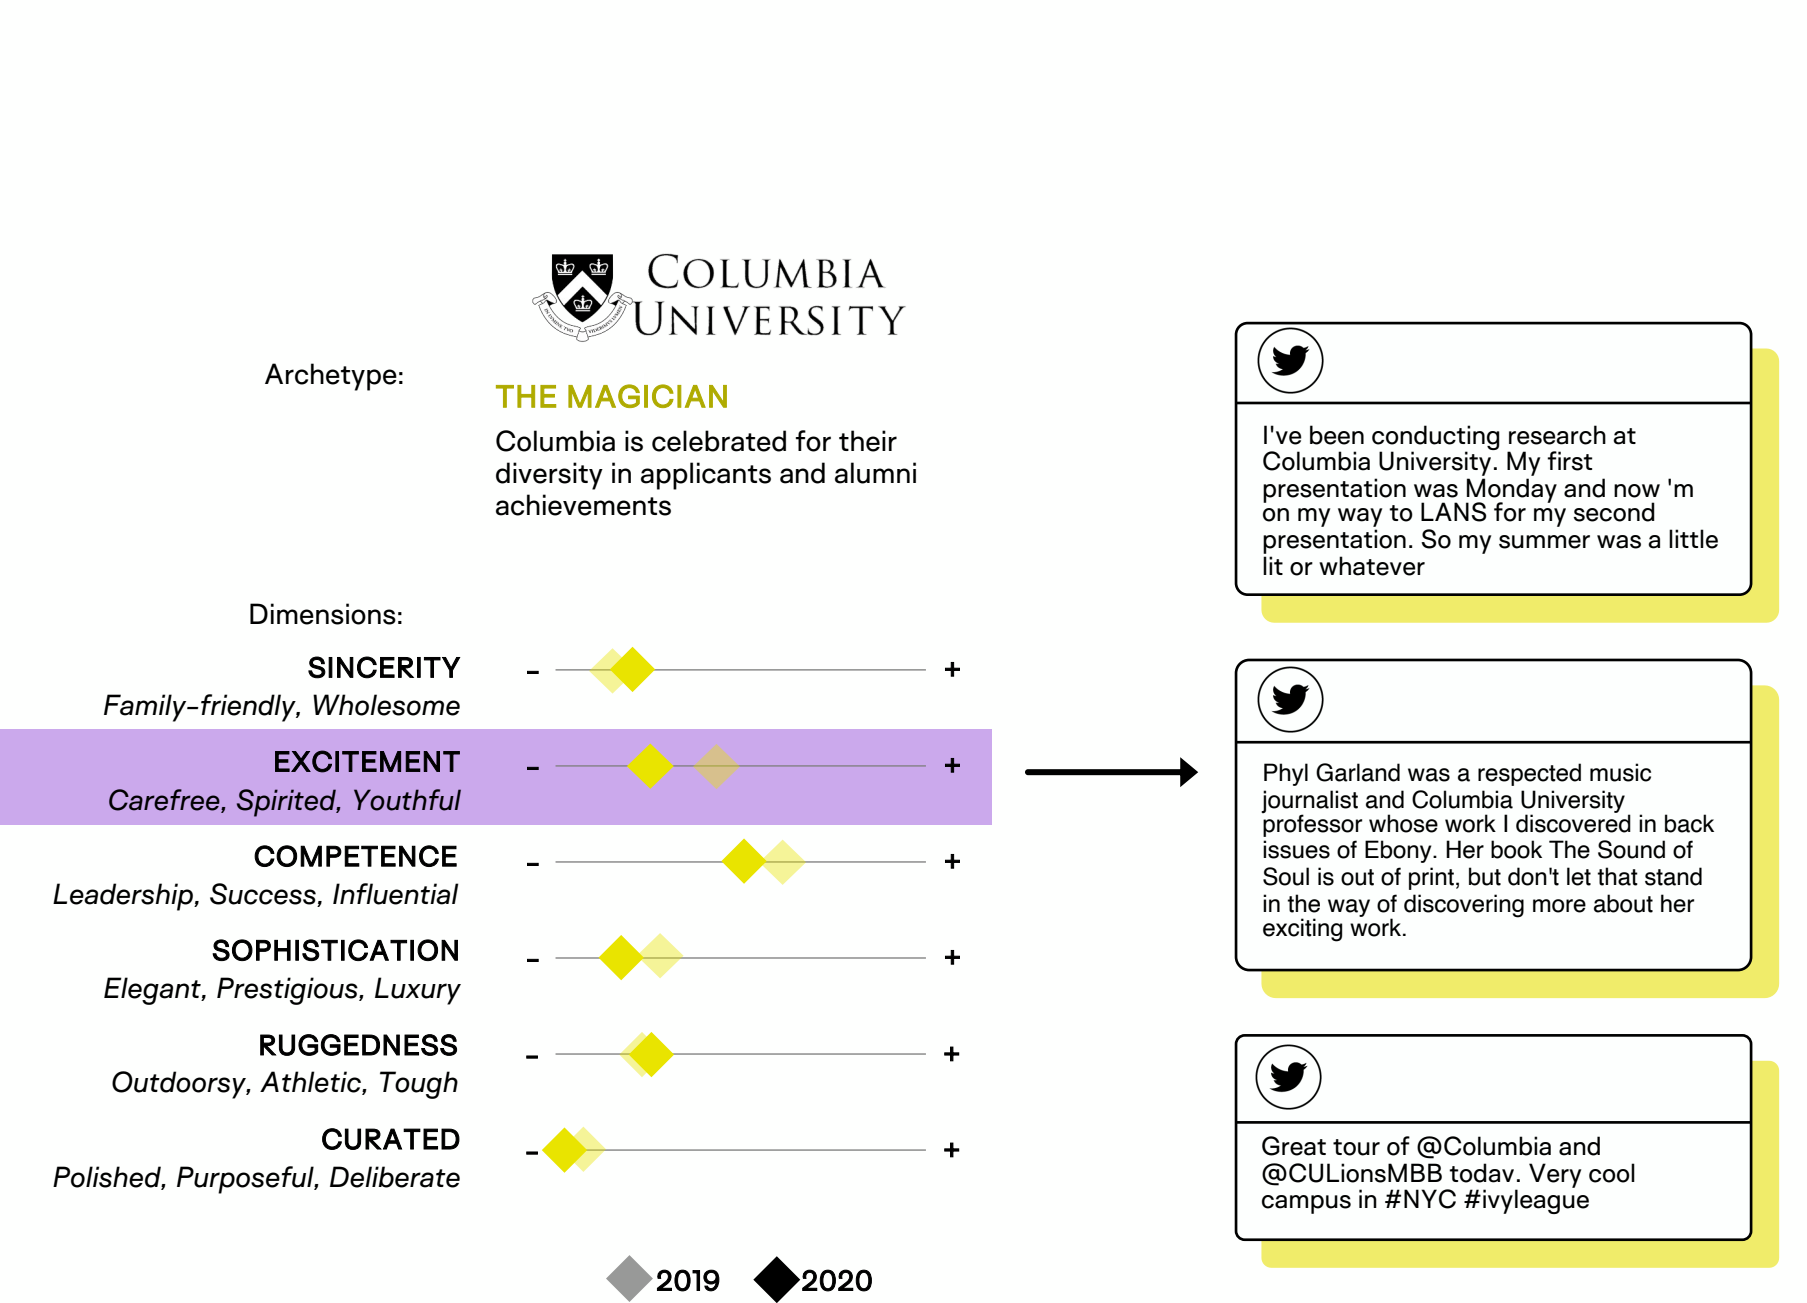 COLUMBIA
UNIVERSITY
Archetype:
THE MAGICIAN
Columbia is celebrated for their
diversity in applicants and alumni
achievements
Dimensions:
SINCERITY
Family-friendly, Wholesome
- +
EXCITEMENT
Carefree, Spirited, Youthful
- +
COMPETENCE
Leadership, Success, Influential
- +
SOPHISTICATION
Elegant, Prestigious, Luxury
- +
RUGGEDNESS
Outdoorsy, Athletic, Tough
- +
CURATED
Polished, Purposeful, Deliberate
- +
2019 2020
I've been conducting research at
Columbia University. My first
presentation was Monday and now 'm
on my way to LANS for my second
presentation. So my summer was a little
lit or whatever
Phyl Garland was a respected music
journalist and Columbia University
professor whose work I discovered in back
issues of Ebony. Her book The Sound of
Soul is out of print, but don't let that stand
in the way of discovering more about her
exciting work.
Great tour of @Columbia and
@CULionsMBB todav. Very cool
campus in #NYC #ivyleague